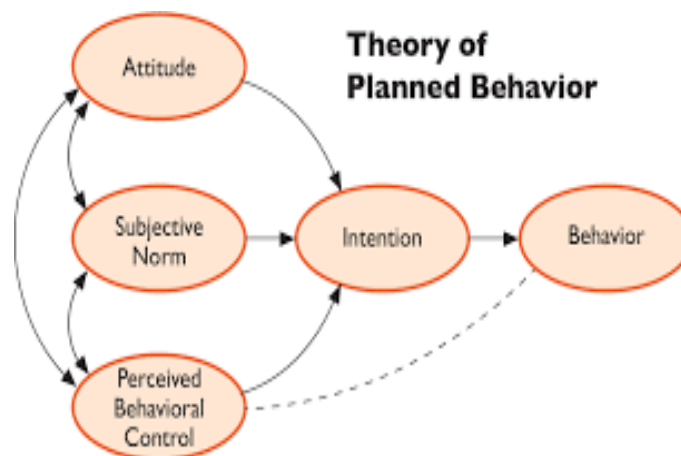 Theory of
Planned Behavior
Attitude
Subjective
Norm
Intention
Behavior
Perceived
Behavioral
Control